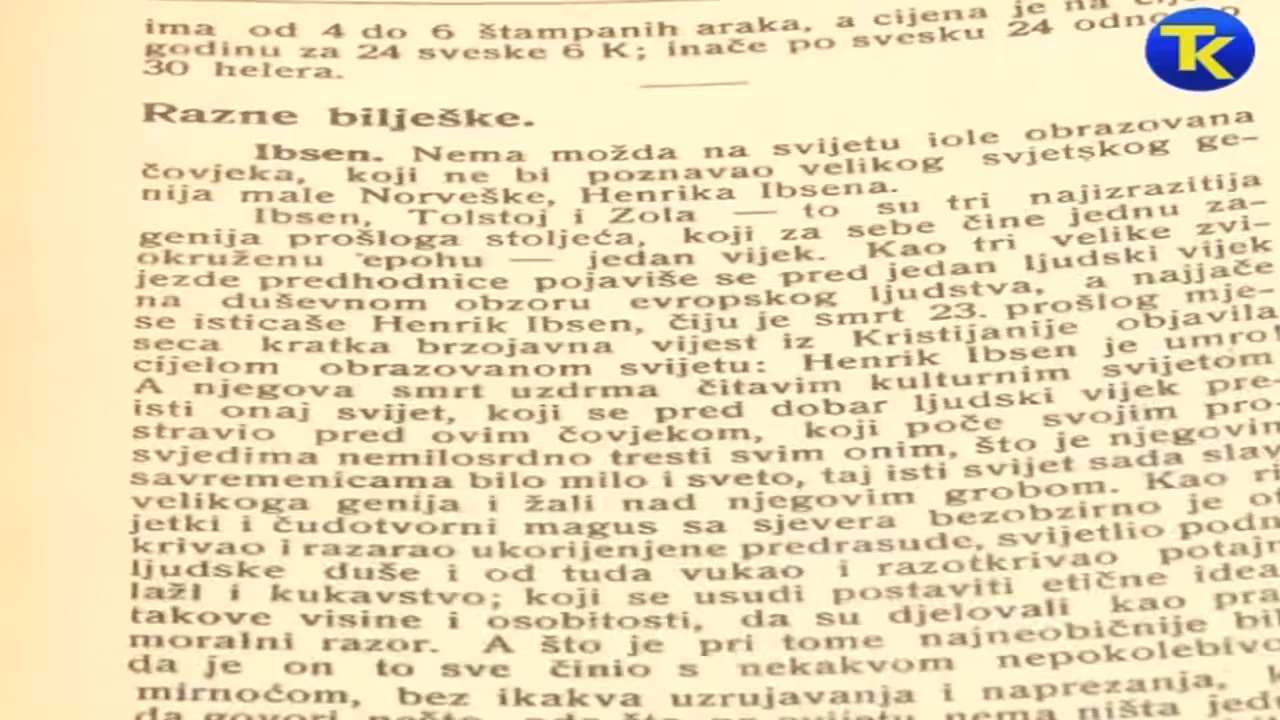 ima od 4 do 6 štampanih araka, a cijena je na
godinu za 24 sveske 6 K; inače po svesku 24
30 helera.
TK
Razne bilješke.
Ibsen. Nema možda na svijetu iole obrazovana
čovjeka, koji ne bi poznavao velikog svjetskog ge-
nija male Norveške, Henrika Ibsena.
Ibsen, Tolstoj i Zola — to su tri najizrazitija
genija prošloga stoljeća, koji za sebe čine jednu za-
okruženu epohu — jedan vijek. Kao tri velike zvi-
jezde predhodnice pojaviše se pred jedan ljudski vijek
na duševnom obzoru evropskog ljudstva, a najjače
se isticaše Henrik Ibsen, čiju je smrt 23. prošlog mje-
seca kratka brzojavna vijest iz Kristijanije objavila
cijelom obrazovanom svijetu: Henrik Ibsen je umro!
A njegova smrt uzdrma čitavim kulturnim svijetom
isti onaj svijet, koji se pred dobar ljudski vijek pre-
stravio pred ovim čovjekom, koji poče svojim pro-
svjedima nemilosrdno tresti svim onim, što je njegovim
savremenicama bilo milo i sveto, taj isti svijet sada slav
velikoga genija i žali nad njegovim grobom. Kao
jetki i čudotvorni magus sa sjevera bezobzirno je
krivao i razarao ukorijenjene predrasude, svijetlio
ljudske duše i od tuda vukao i razotkrivao potajn
laži i kukavstvo; koji se usudi postaviti etične
takove visine i osobitosti, da su djelovali kao
moralni razor. A što je pri tome najneobičnije
da je on to sve činio s nekakvom nepokolebivo
mirnoćom, bez ikakva uzrujavanja i naprezanja,
da govori nešto, nema ništa